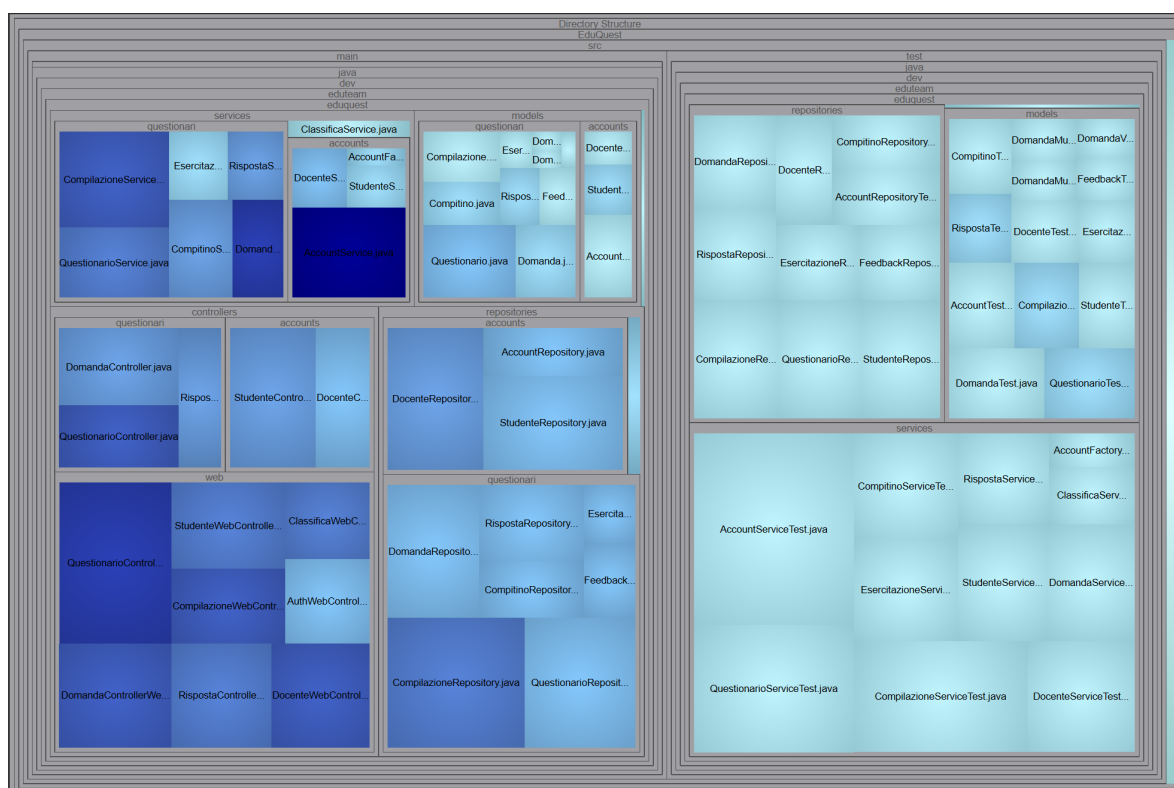 Directory Structure
EduQuest
src
main
java
dev
eduteam
eduquest
services
questionari
CompilazioneService...
Esercitaz...
RispostaS...
QuestionarioService.java
CompitinoS...
Domand...
ClassificaService.java
accounts
DocenteS...
AccountFa...
StudenteS...
AccountService.java
models
questionari
Compilazione....
Eser...
Dom...
Dom...
Compitino.java
Rispos...
Feed...
Questionario.java
Domanda.j...
accounts
Docente...
Student...
Account...
controllers
questionari
DomandaController.java
QuestionarioController.java
Rispos...
accounts
StudenteContro...
DocenteC...
web
QuestionarioControl...
StudenteWebControlle...
ClassificaWebC...
CompilazioneWebContr...
AuthWebControl...
DomandaControllerWe...
RispostaControlle...
DocenteWebControl...
repositories
accounts
DocenteRepositor...
AccountRepository.java
StudenteRepository.java
questionari
DomandaReposito...
RispostaRepository...
Esercita...
CompitinoRepositor...
Feedback...
CompilazioneRepository.java
QuestionarioReposit...
test
java
dev
eduteam
eduquest
repositories
DomandaReposi...
DocenteR...
CompitinoRepository...
AccountRepositoryTe...
RispostaReposi...
EsercitazioneR...
FeedbackRepos...
CompilazioneRe...
QuestionarioRe...
StudenteRepos...
models
CompitinoT...
DomandaMu...
DomandaV...
DomandaMu...
FeedbackT...
RispostaTe...
DocenteTest...
Esercitaz...
AccountTest...
Compilazio...
StudenteT...
DomandaTest.java
QuestionarioTes...
services
AccountServiceTest.java
CompitinoServiceTe...
RispostaService...
AccountFactory...
ClassificaServ...
EsercitazioneServi...
StudenteService...
DomandaService...
QuestionarioServiceTest.java
CompilazioneServiceTest.java
DocenteServiceTest...